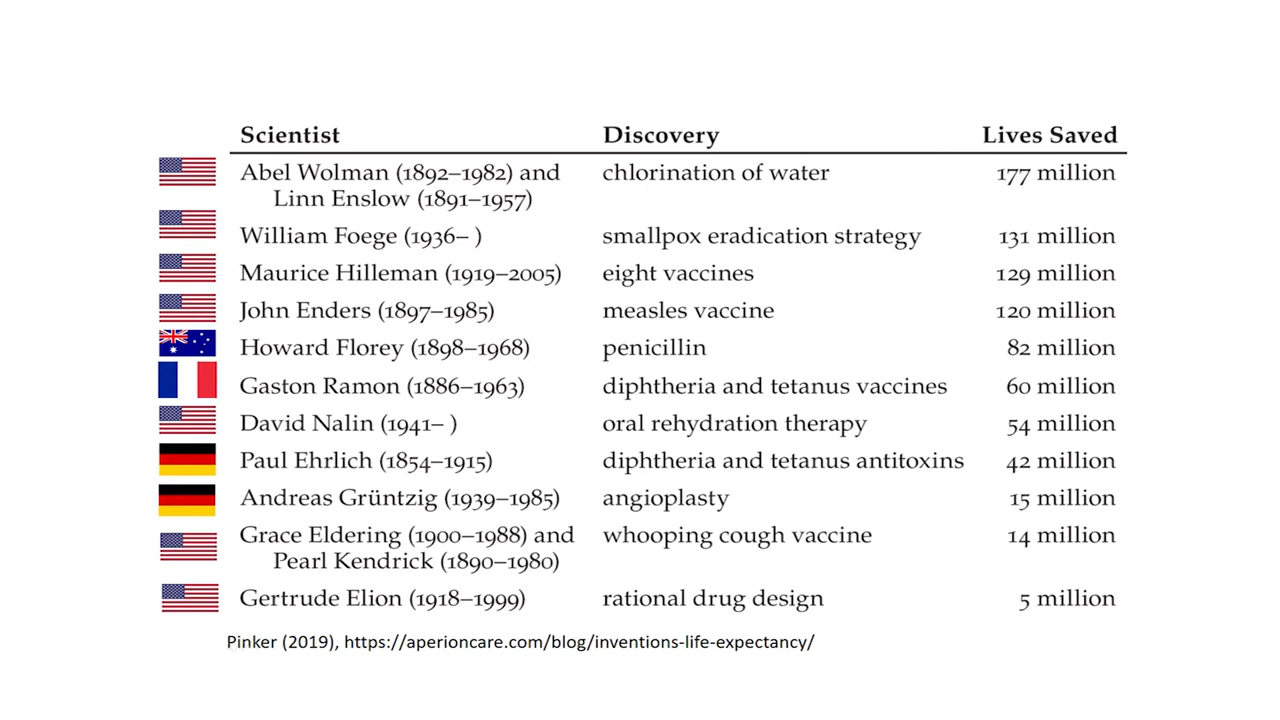 Scientist Discovery Lives Saved
Abel Wolman (1892–1982) and chlorination of water 177 million
Linn Enslow (1891–1957)
William Foege (1936– ) smallpox eradication strategy 131 million
Maurice Hilleman (1919–2005) eight vaccines 129 million
John Enders (1897–1985) measles vaccine 120 million
Howard Florey (1898–1968) penicillin 82 million
Gaston Ramon (1886–1963) diphtheria and tetanus vaccines 60 million
David Nalin (1941– ) oral rehydration therapy 54 million
Paul Ehrlich (1854–1915) diphtheria and tetanus antitoxins 42 million
Andreas Grüntzig (1939–1985) angioplasty 15 million
Grace Eldering (1900–1988) and whooping cough vaccine 14 million
Pearl Kendrick (1890–1980)
Gertrude Elion (1918–1999) rational drug design 5 million
Pinker (2019), https://aperioncare.com/blog/inventions-life-expectancy/